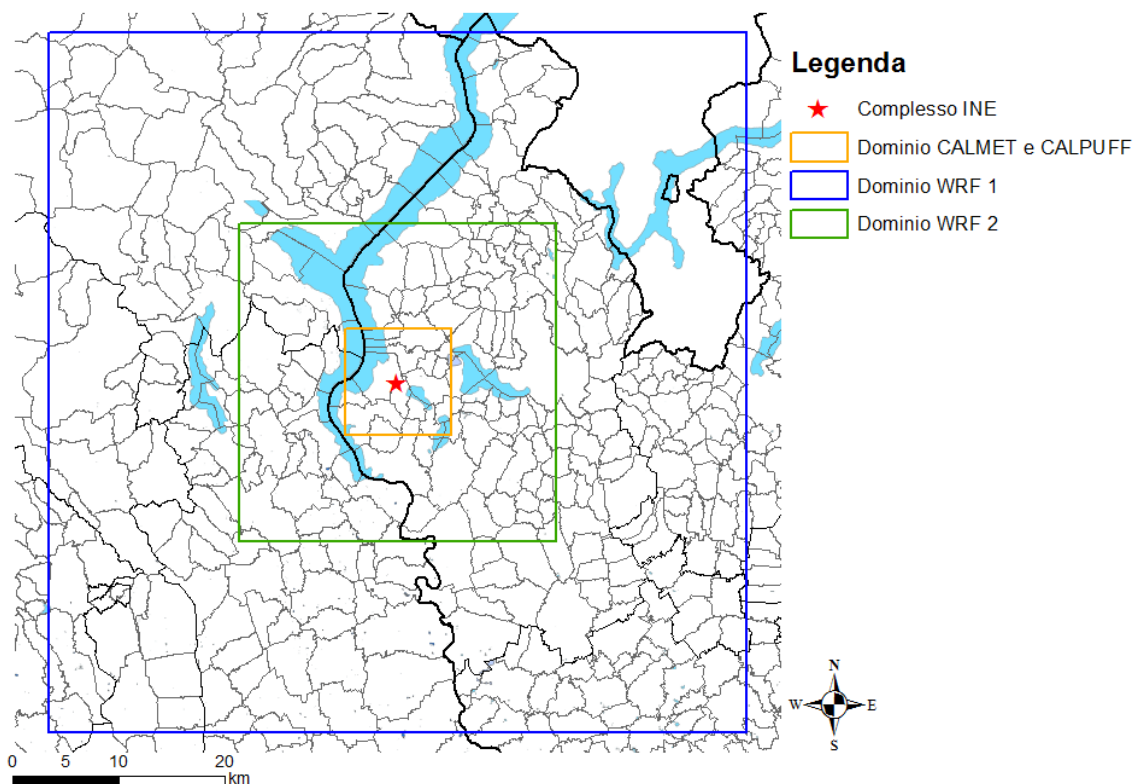 Legenda
Complesso INE
Dominio CALMET e CALPUFF
Dominio WRF 1
Dominio WRF 2
N
W E
S
0 5 10 20
km